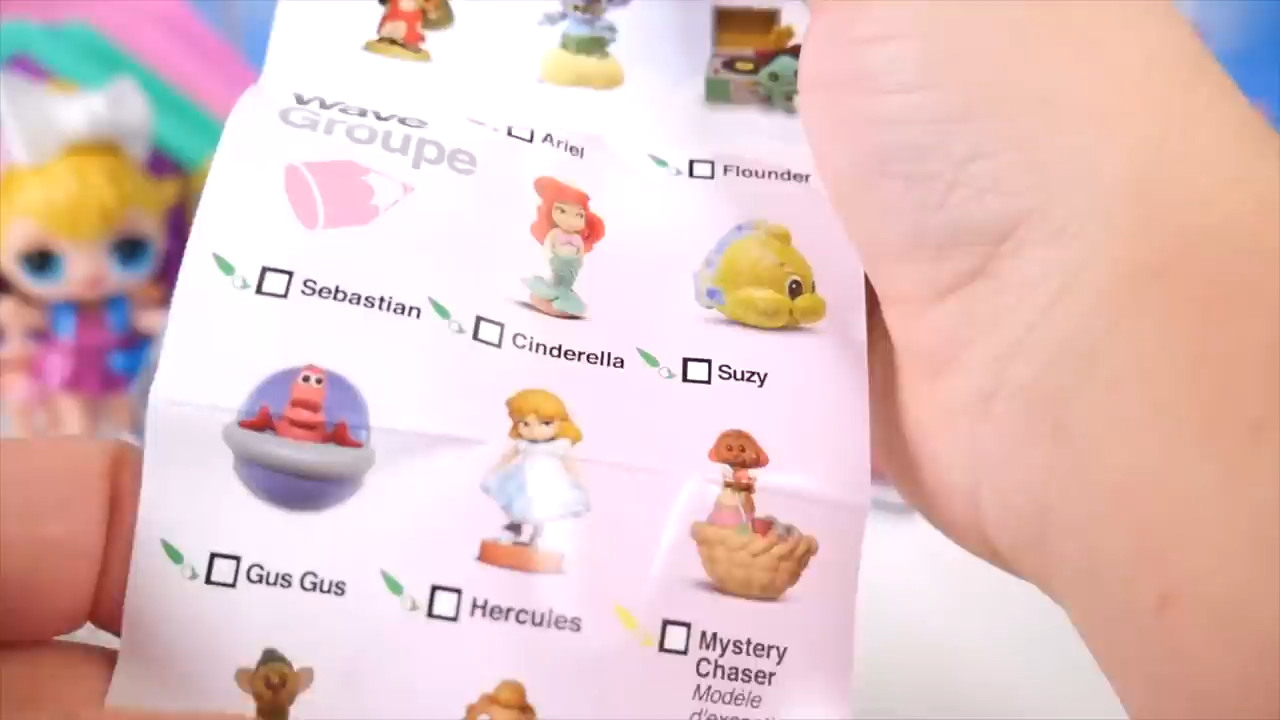 wave
Groupe
Ariel
Flounder
Sebastian
Cinderella
Suzy
Gus Gus
Hercules
Mystery
Chaser
Modèle